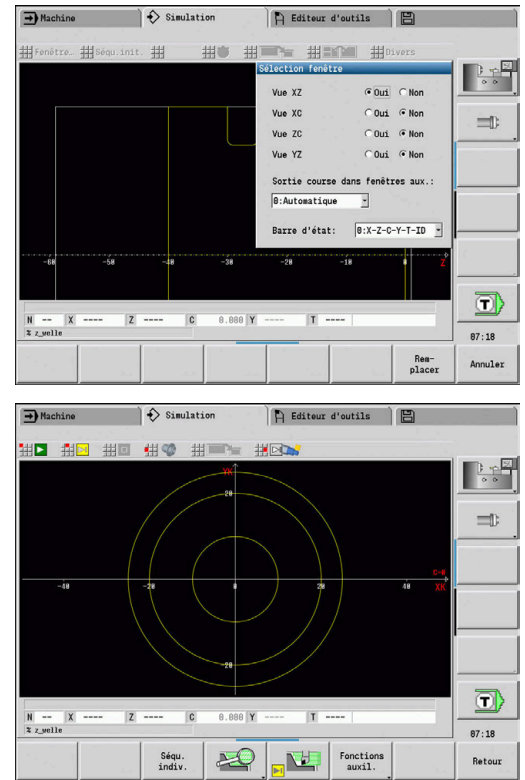 Machine Simulation Editeur d'outils
Fenêtre… Séqu.init. Divers
Sélection fenêtre
Vue XZ Oui Non
Vue XC Oui Non
Vue ZC Oui Non
Vue YZ Oui Non
Sortie course dans fenêtres aux.:
0:Automatique
Barre d'état: 0:X-Z-C-Y-T-ID
-60 -50 -40 -30 -20 -10 0 Z
T
N -- X ---- Z ---- C 0.000 Y ---- T ----
% z_welle
07:18
Rem-
placer
Annuler
Machine Simulation Editeur d'outils
YK
20
C-0
-40 -20 0 20 40 XK
-20
T
N -- X ---- Z ---- C 0.000 Y ---- T ----
% z_welle
07:18
Séqu.
indiv.
Fonctions
auxil.
Retour